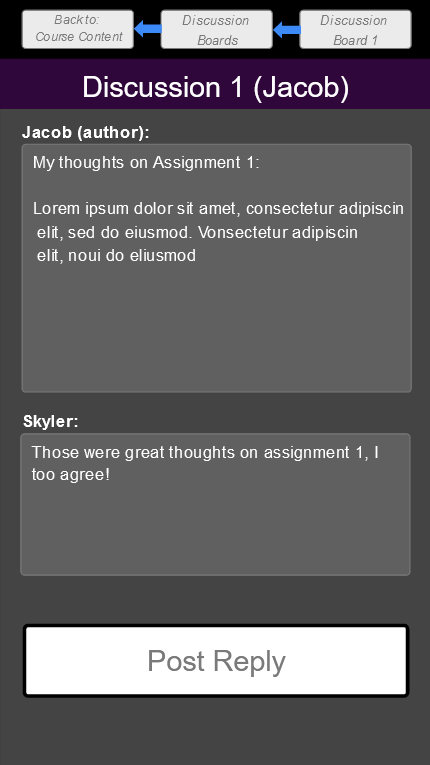 Back to:
Course Content
Discussion
Boards
Discussion
Board 1
Discussion 1 (Jacob)
Jacob (author):
My thoughts on Assignment 1:
Lorem ipsum dolor sit amet, consectetur adipiscin
elit, sed do eiusmod. Vonsectetur adipiscin
elit, noui do eliusmod
Skyler:
Those were great thoughts on assignment 1, I
too agree!
Post Reply